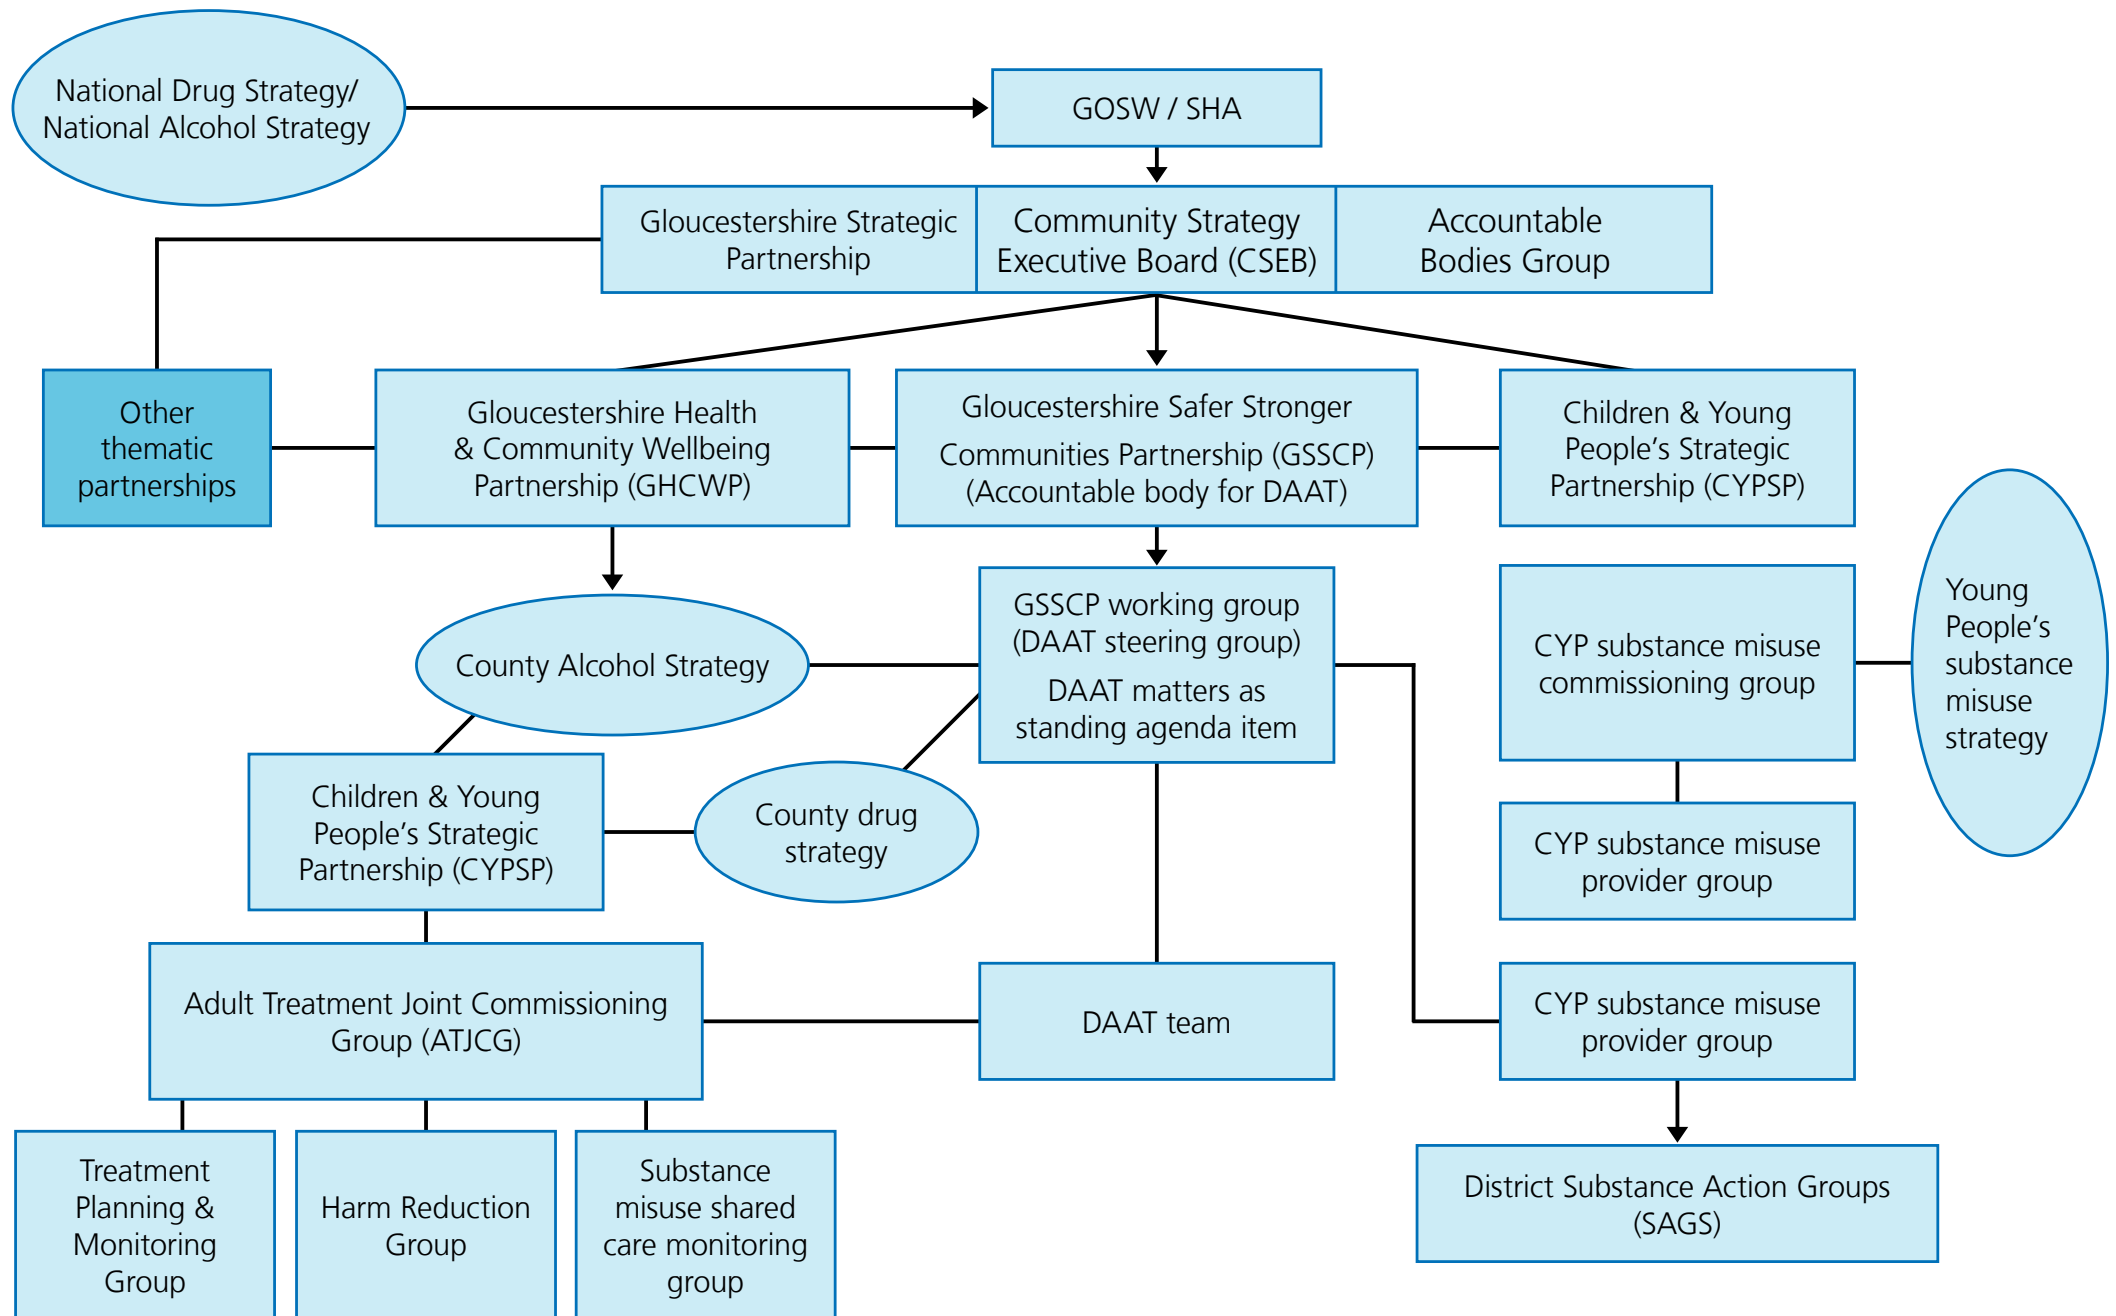 National Drug Strategy/
National Alcohol Strategy
GOSW / SHA
Gloucestershire Strategic
Partnership
Community Strategy
Executive Board (CSEB)
Accountable
Bodies Group
Other
thematic
partnerships
Gloucestershire Health
& Community Wellbeing
Partnership (GHCWP)
Gloucestershire Safer Stronger
Communities Partnership (GSSCP)
(Accountable body for DAAT)
Children & Young
People's Strategic
Partnership (CYPSP)
County Alcohol Strategy
GSSCP working group
(DAAT steering group)
DAAT matters as
standing agenda item
CYP substance misuse
commissioning group
Young
People's
substance
misuse
strategy
Children & Young
People's Strategic
Partnership (CYPSP)
County drug
strategy
CYP substance misuse
provider group
Adult Treatment Joint Commissioning
Group (ATJCG)
DAAT team
CYP substance misuse
provider group
Treatment
Planning &
Monitoring
Group
Harm Reduction
Group
Substance
misuse shared
care monitoring
group
District Substance Action Groups
(SAGS)